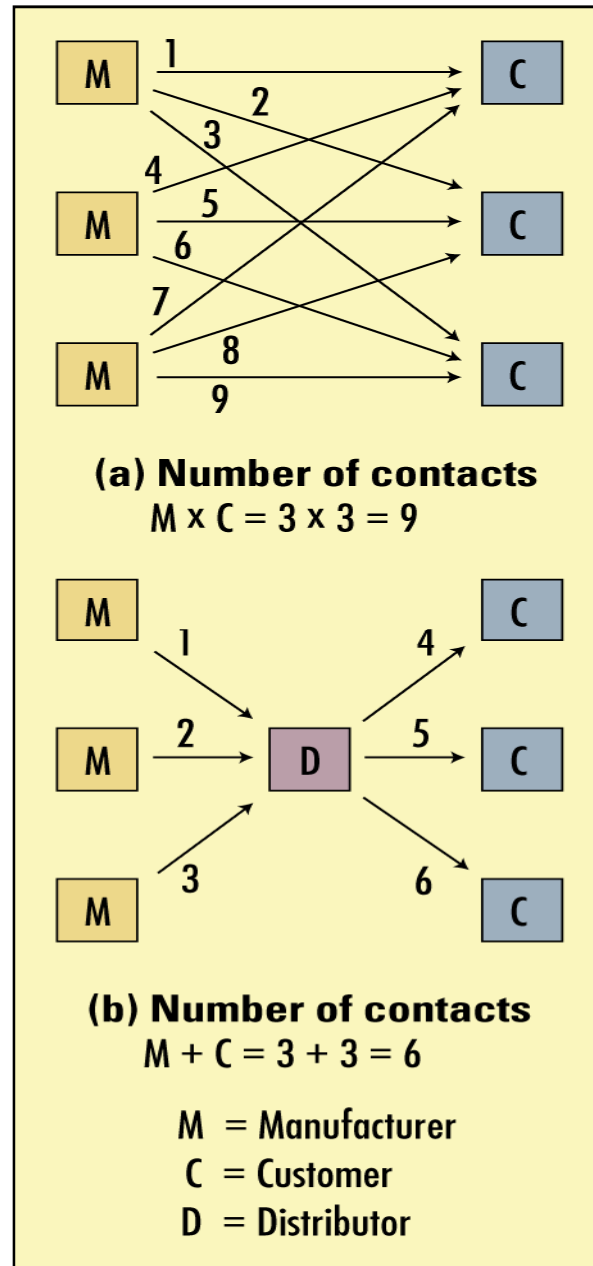 M 1 C
2
3
4
M 5 C
6
7
M 8 C
9
(a) Number of contacts
M x C = 3 x 3 = 9
M C
1 4
M 2 D 5 C
3 6
M C
(b) Number of contacts
M + C = 3 + 3 = 6
M = Manufacturer
C = Customer
D = Distributor